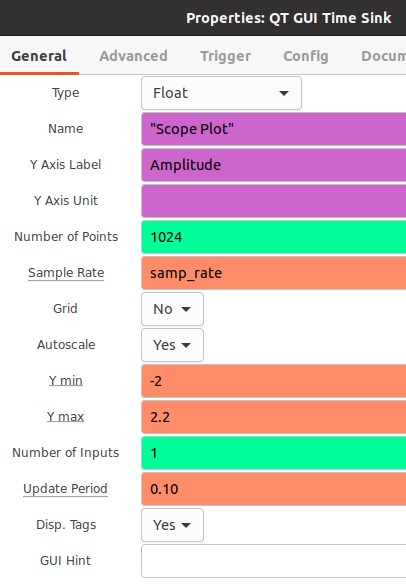 Properties: QT GUI Time Sink
General Advanced Trigger Config Docum
Type Float
Name "Scope Plot"
Y Axis Label Amplitude
Y Axis Unit
Number of Points 1024
Sample Rate samp_rate
Grid No
Autoscale Yes
Y min -2
Y max 2.2
Number of Inputs 1
Update Period 0.10
Disp. Tags Yes
GUI Hint